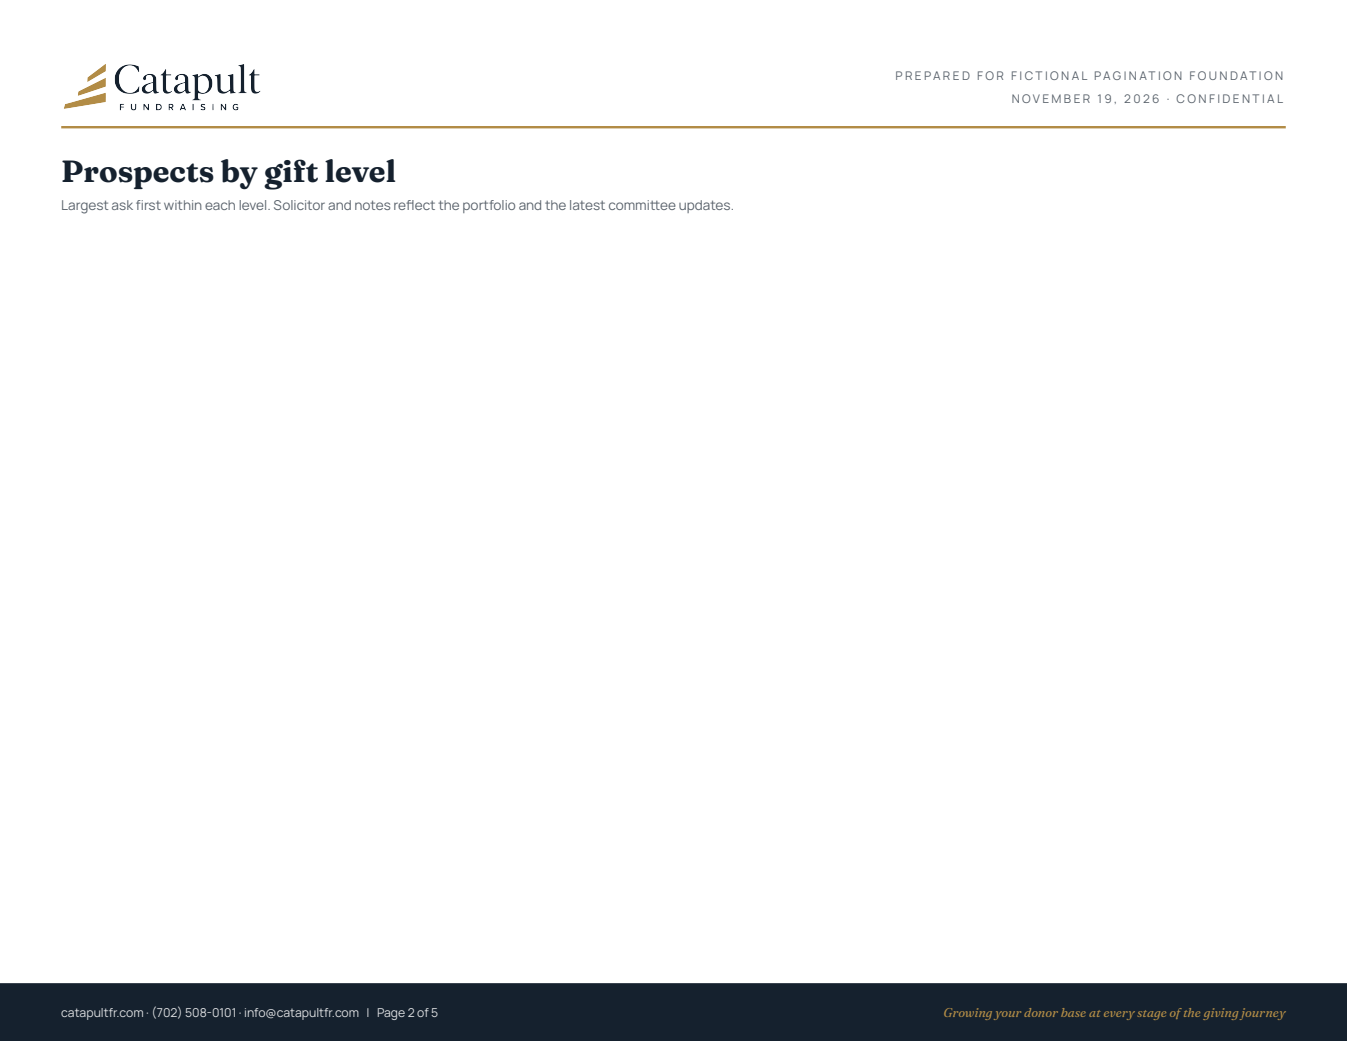 Catapult
FUNDRAISING
PREPARED FOR FICTIONAL PAGINATION FOUNDATION
NOVEMBER 19, 2026 · CONFIDENTIAL
Prospects by gift level
Largest ask first within each level. Solicitor and notes reflect the portfolio and the latest committee updates.
catapultfr.com · (702) 508-0101 · info@catapultfr.com | Page 2 of 5
Growing your donor base at every stage of the giving journey